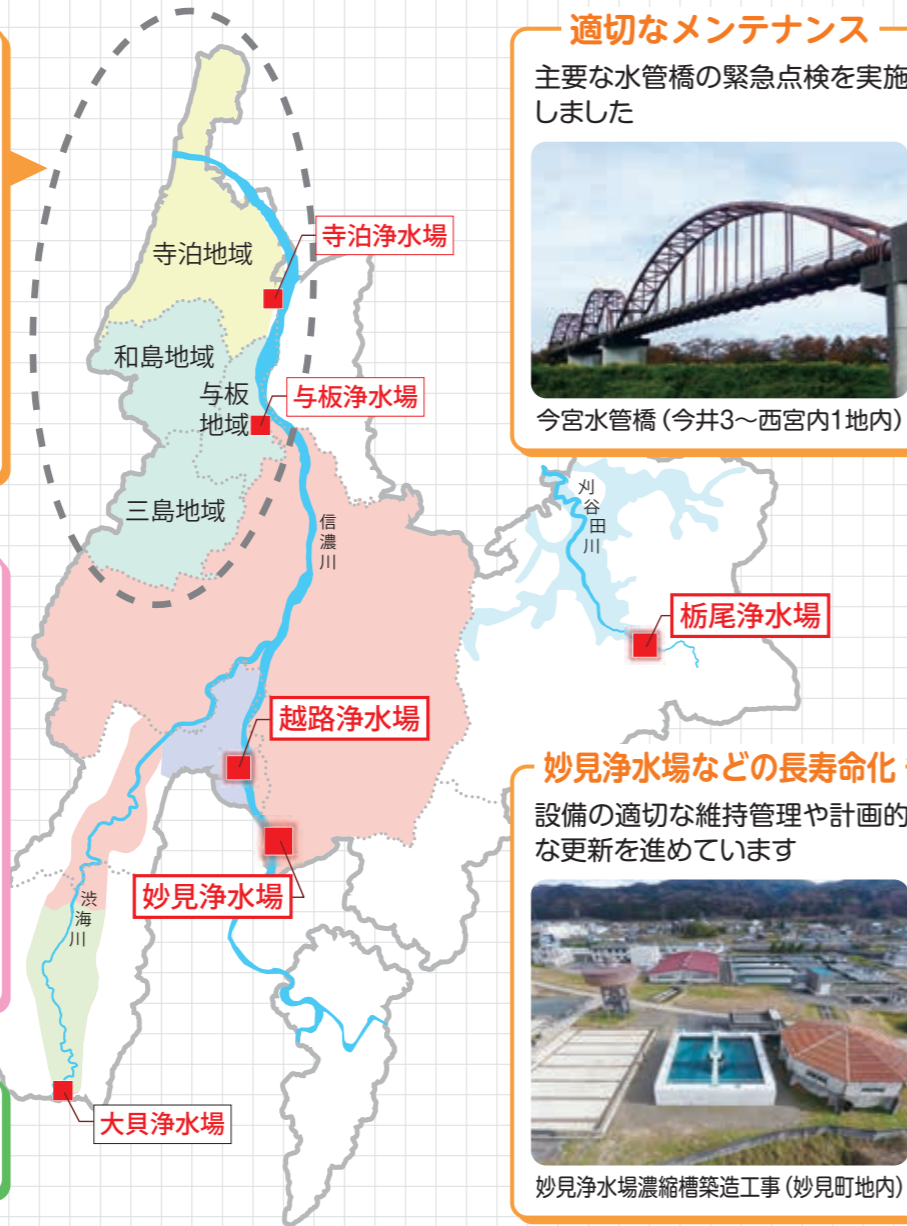 適切なメンテナンス
主要な水管橋の緊急点検を実施
しました
今宮水管橋(今井3〜西宮内1地内)
寺泊地域
寺泊浄水場
和島地域
与板
地域
与板浄水場
三島地域
信濃川
刈谷田川
栃尾浄水場
越路浄水場
妙見浄水場
渋海川
大貝浄水場
妙見浄水場などの長寿命化
設備の適切な維持管理や計画的
な更新を進めています
妙見浄水場濃縮槽築造工事(妙見町地内)